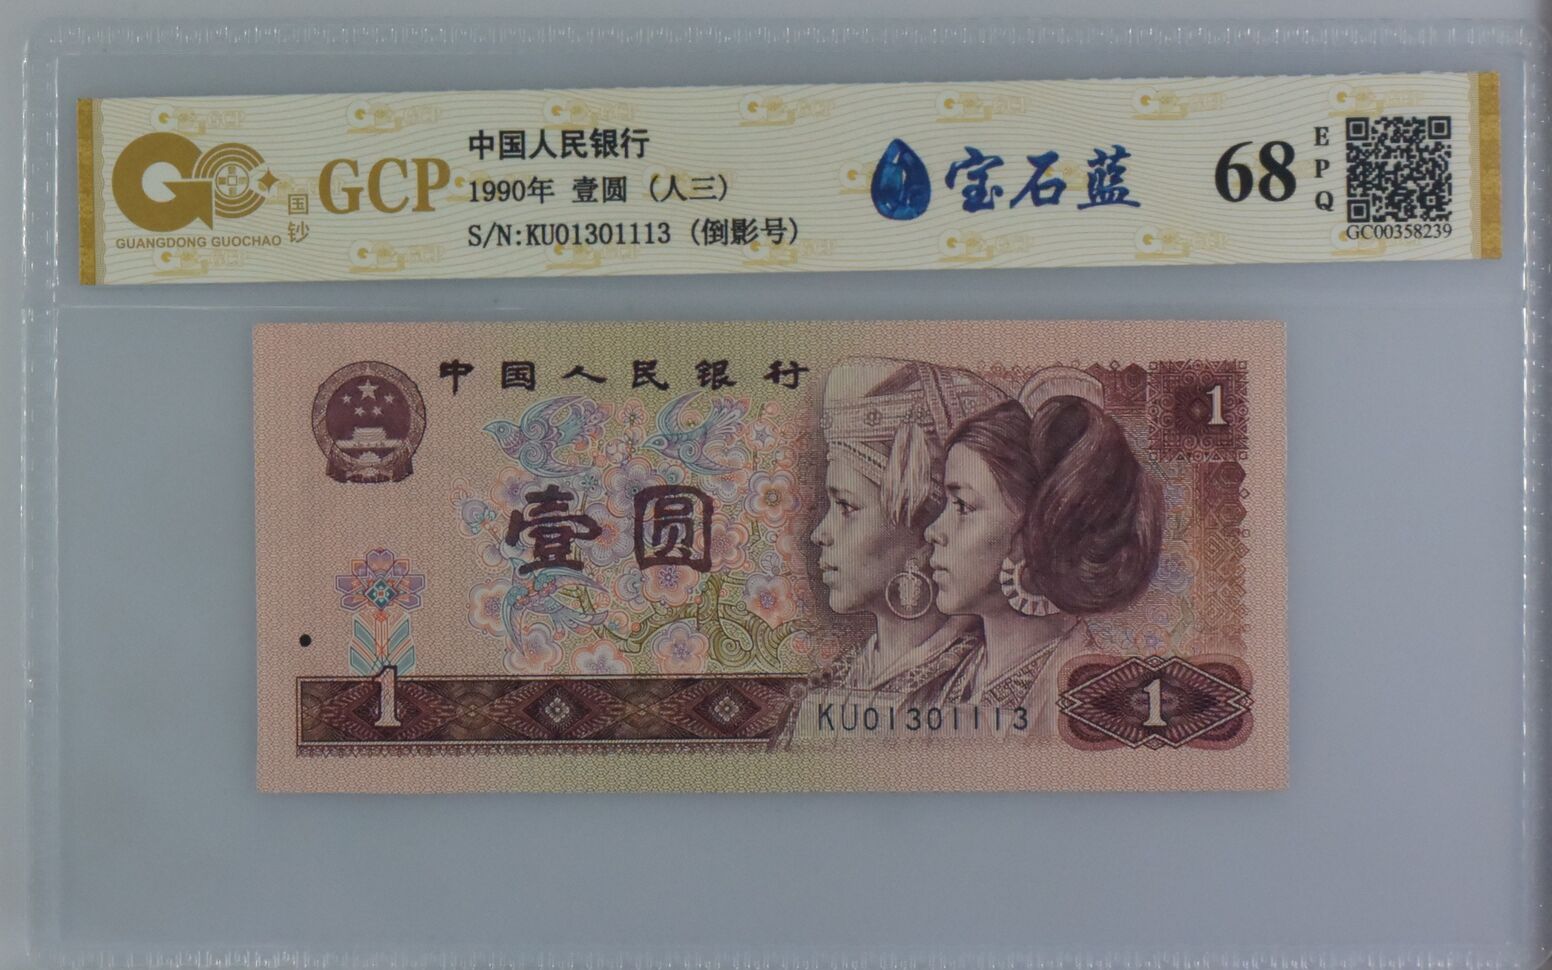 GUANGDONG GUOCHAO
国钞
GCP
中国人民银行
1990年 壹圆 (人三)
S/N:KU01301113 (倒影号)
宝石蓝
68
EPQ
GC00358239
中国人民银行
1
壹圆
1
KU01301113
1